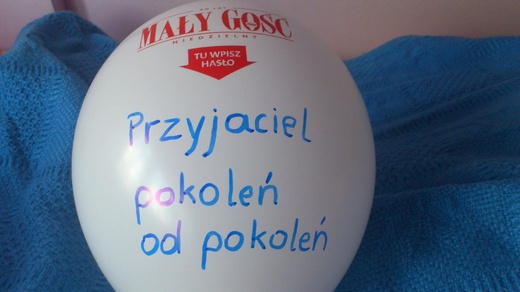 MAŁY GOŚĆ
NIEDZIELNY
TU WPISZ
HASŁO
Przyjaciel
pokoleń
od pokoleń